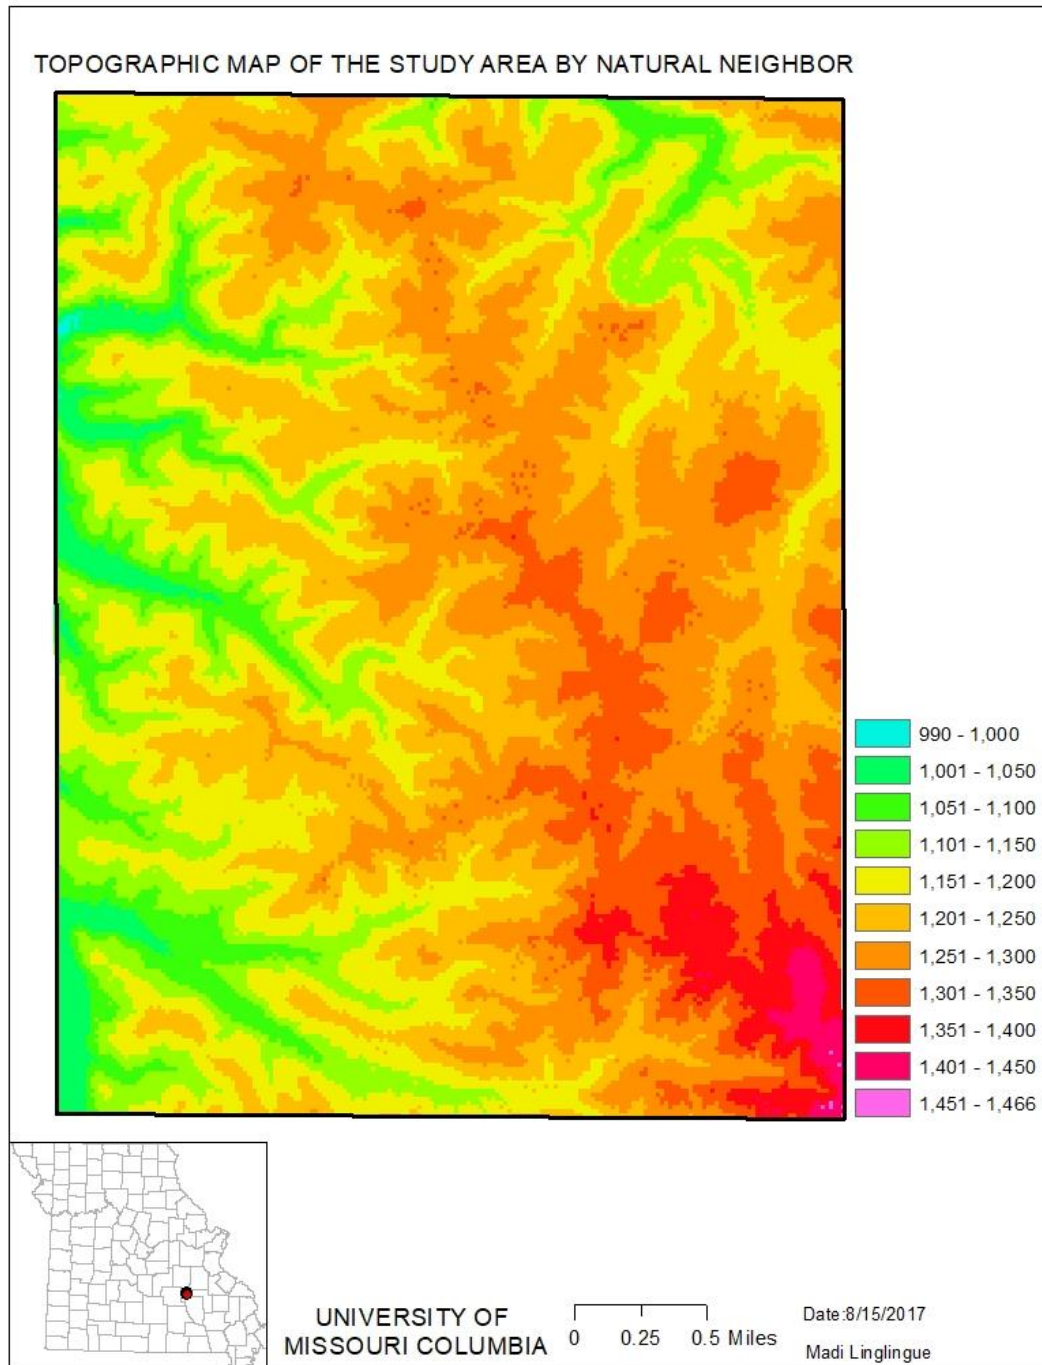 TOPOGRAPHIC MAP OF THE STUDY AREA BY NATURAL NEIGHBOR
990 - 1,000
1,001 - 1,050
1,051 - 1,100
1,101 - 1,150
1,151 - 1,200
1,201 - 1,250
1,251 - 1,300
1,301 - 1,350
1,351 - 1,400
1,401 - 1,450
1,451 - 1,466
UNIVERSITY OF
MISSOURI COLUMBIA
0 0.25 0.5 Miles
Date:8/15/2017
Madi Linglingue